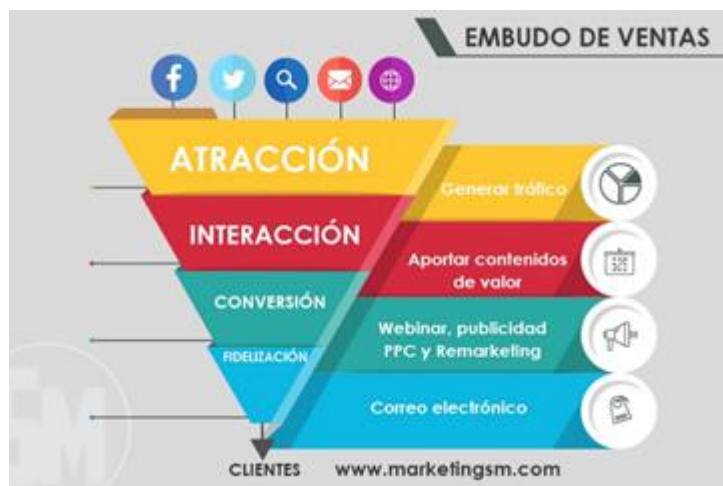 EMBUDO DE VENTAS
ATRACCIÓN
Generar tráfico
INTERACCIÓN
Aportar contenidos
de valor
CONVERSIÓN
Webinar, publicidad
PPC y Remarketing
FIDELIZACIÓN
Correo electrónico
CLIENTES
www.marketingsm.com
SM